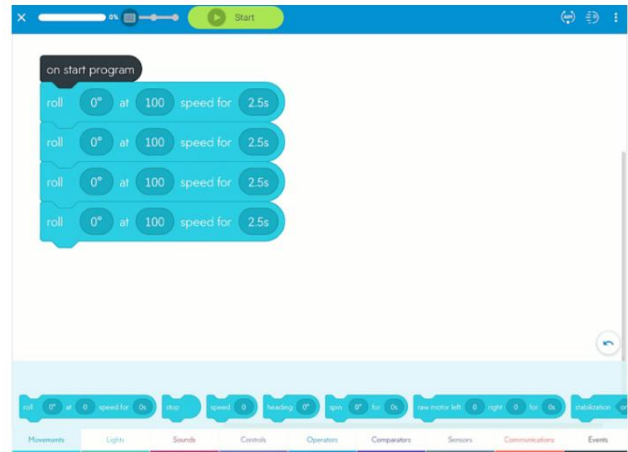 × 0% Start
on start program
roll 0° at 100 speed for 2.5s
roll 0° at 100 speed for 2.5s
roll 0° at 100 speed for 2.5s
roll 0° at 100 speed for 2.5s
roll 0° at 0 speed for 0s stop speed 0 heading 0° spin 0° for 0s raw motor left 0 right 0 for 0s stabilization
Movements Lights Sounds Controls Operators Comparators Sensors Communications Events